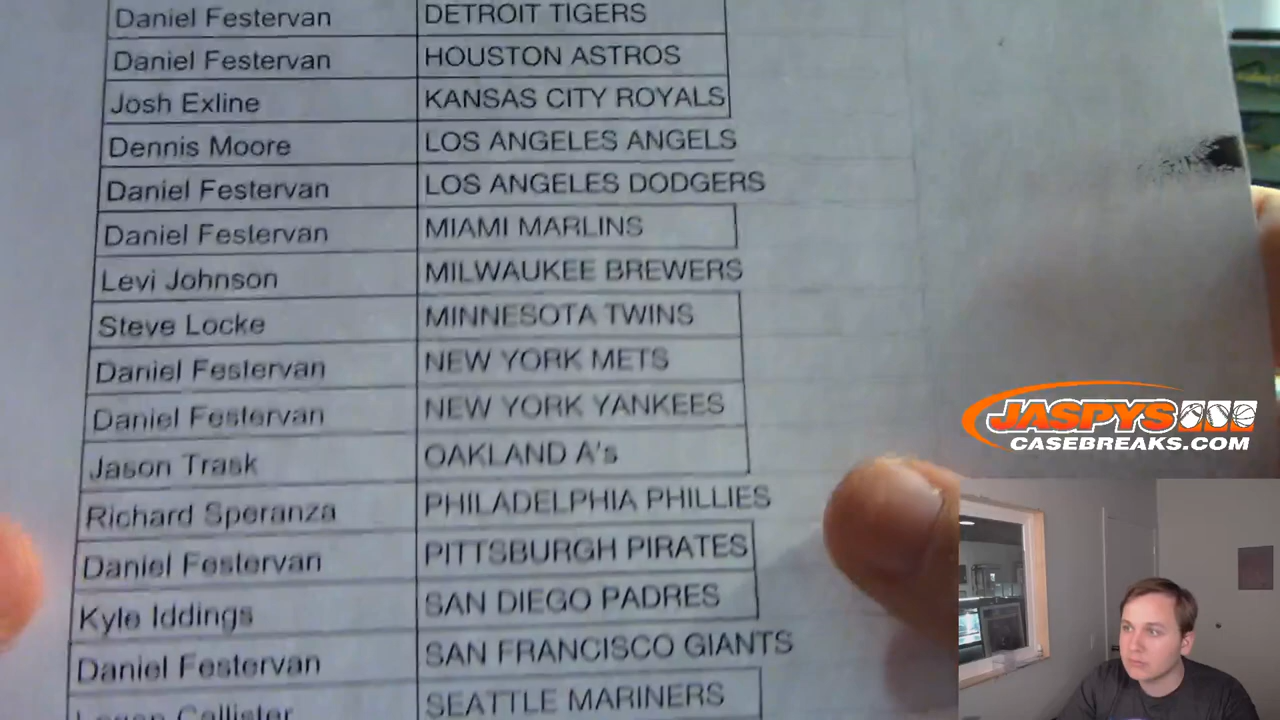 Daniel Festervan DETROIT TIGERS
Daniel Festervan HOUSTON ASTROS
Josh Exline KANSAS CITY ROYALS
Dennis Moore LOS ANGELES ANGELS
Daniel Festervan LOS ANGELES DODGERS
Daniel Festervan MIAMI MARLINS
Levi Johnson MILWAUKEE BREWERS
Steve Locke MINNESOTA TWINS
Daniel Festervan NEW YORK METS
Daniel Festervan NEW YORK YANKEES
Jason Trask OAKLAND A's
Richard Speranza PHILADELPHIA PHILLIES
Daniel Festervan PITTSBURGH PIRATES
Kyle Iddings SAN DIEGO PADRES
Daniel Festervan SAN FRANCISCO GIANTS
Logan Callister SEATTLE MARINERS
JASPYS
CASEBREAKS.COM